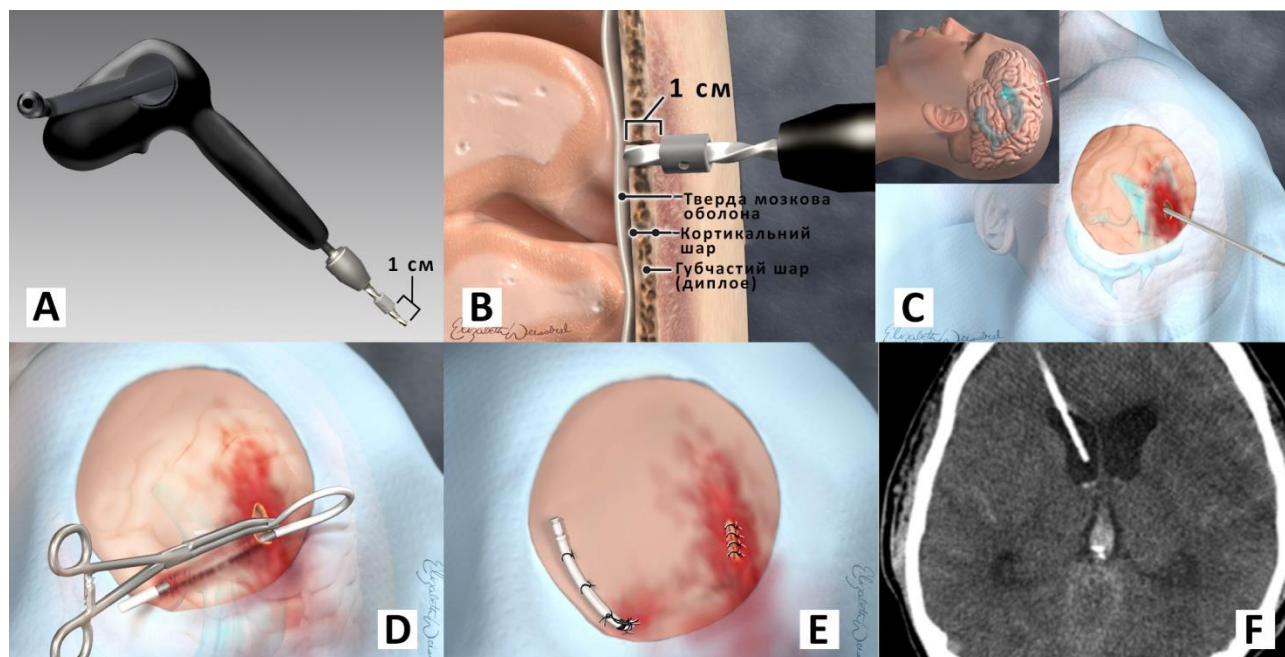 1 см
A
1 см
Тверда мозкова
оболона
Кортикальний
шар
Губчастий шар
(диплое)
B
C
D
E
F